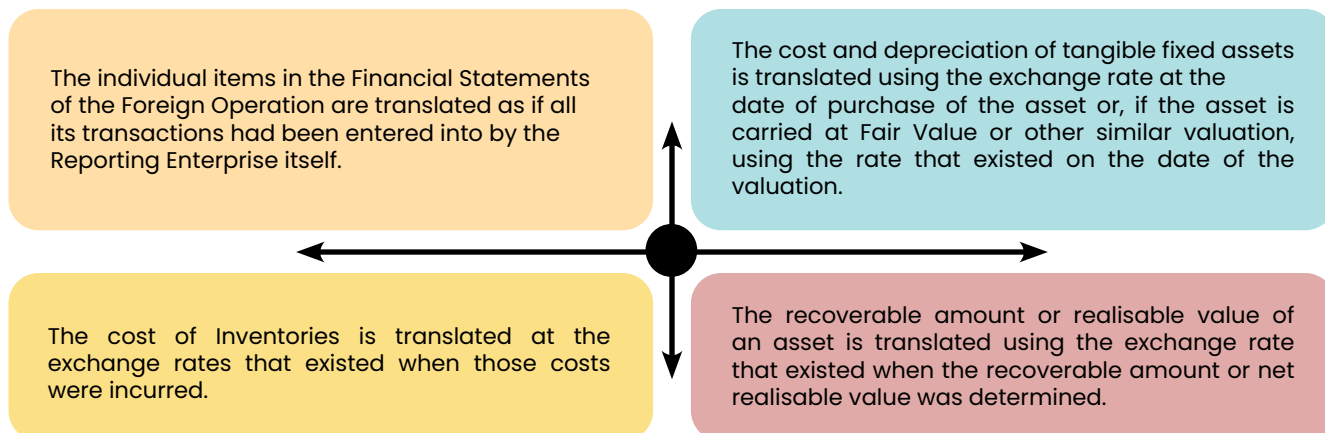 The individual items in the Financial Statements
of the Foreign Operation are translated as if all
its transactions had been entered into by the
Reporting Enterprise itself.
The cost and depreciation of tangible fixed assets
is translated using the exchange rate at the
date of purchase of the asset or, if the asset is
carried at Fair Value or other similar valuation,
using the rate that existed on the date of the
valuation.
The cost of Inventories is translated at the
exchange rates that existed when those costs
were incurred.
The recoverable amount or realisable value of
an asset is translated using the exchange rate
that existed when the recoverable amount or net
realisable value was determined.